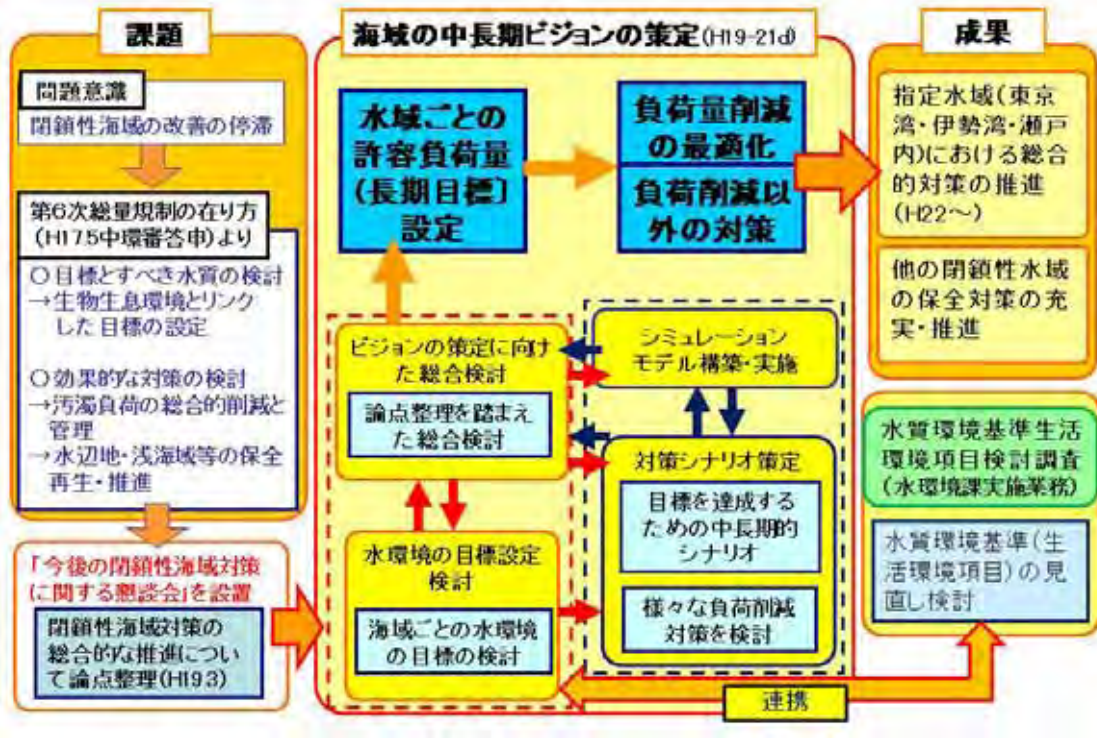 課題
問題意識
閉鎖性海域の改善の停滞
第6次総量規制の在り方
(H17.5中環審答申)より
○目標とすべき水質の検討
→生物生息環境とリンク
した目標の設定
○効果的な対策の検討
→汚濁負荷の総合的削減と
管理
→水辺地・浅海域等の保全
再生・推進
「今後の閉鎖性海域対策
に関する懇談会」を設置
閉鎖性海域対策の
総合的な推進につい
て論点整理(H19.3)
海域の中長期ビジョンの策定(H19-21d)
水域ごとの
許容負荷量
(長期目標)
設定
負荷量削減
の最適化
負荷削減以
外の対策
ビジョンの策定に向け
た総合検討
論点整理を踏まえ
た総合検討
水環境の目標設定
検討
海域ごとの水環境
の目標の検討
シミュレーション
モデル構築・実施
対策シナリオ策定
目標を達成する
ための中長期的
シナリオ
様々な負荷削減
対策を検討
連携
成果
指定水域(東京
湾・伊勢湾・瀬戸
内)における総合
的対策の推進
(H22～)
他の閉鎖性水域
の保全対策の充
実・推進
水質環境基準生活
環境項目検討調査
(水環境課実施業務)
水質環境基準(生
活環境項目)の見
直し検討